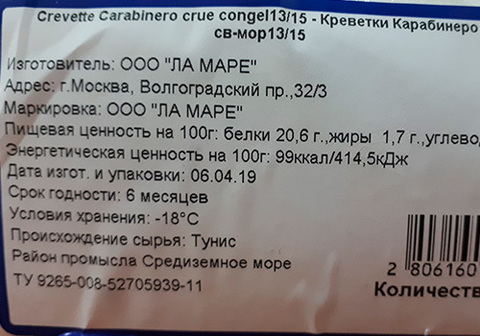 Crevette Carabinero crue congel13/15 - Креветки Карабинеро
св-мор13/15
Изготовитель: ООО "ЛА МАРЕ"
Адрес: г.Москва, Волгоградский пр.,32/3
Маркировка: ООО "ЛА МАРЕ"
Пищевая ценность на 100г: белки 20,6 г.,жиры 1,7 г.,углево
Энергетическая ценность на 100г: 99ккал/414,5кДж
Дата изгот. и упаковки: 06.04.19
Срок годности: 6 месяцев
Условия хранения: -18°С
Происхождение сырья: Тунис
Район промысла Средиземное море
ТУ 9265-008-52705939-11
2 806160
Количеств